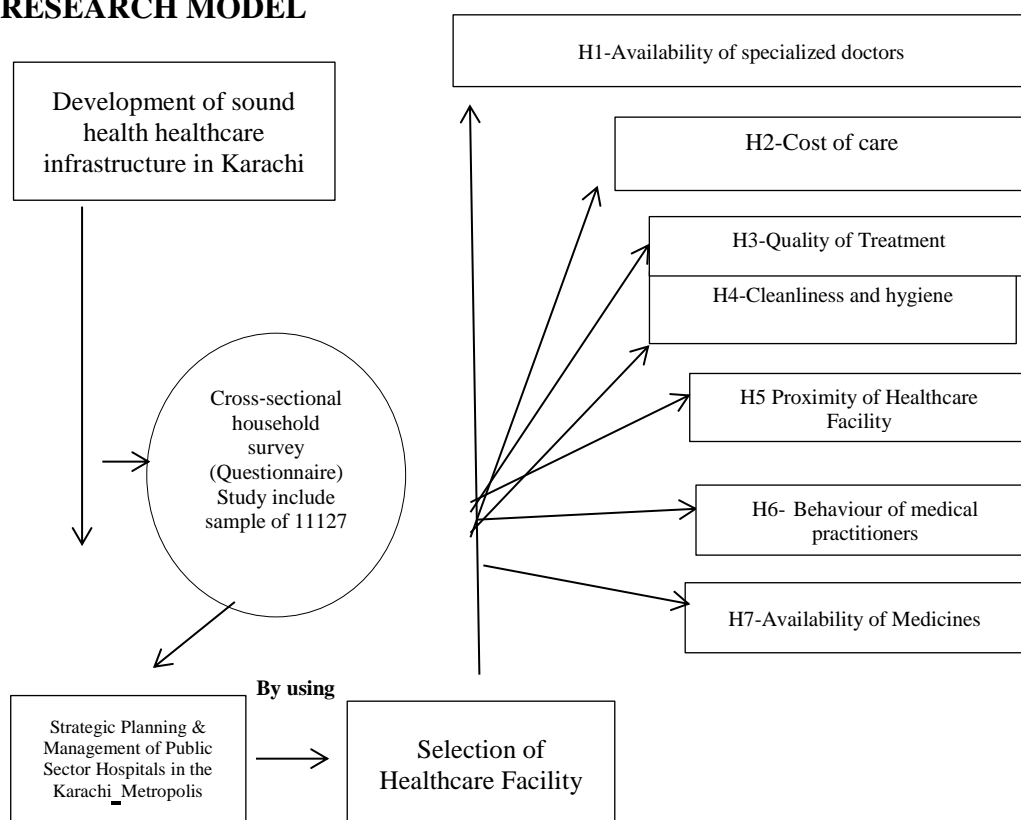 RESEARCH MODEL
Development of sound
health healthcare
infrastructure in Karachi
Cross-sectional
household
survey
(Questionnaire)
Study include
sample of 11127
Strategic Planning &
Management of Public
Sector Hospitals in the
Karachi_Metropolis
By using
Selection of
Healthcare Facility
H1-Availability of specialized doctors
H2-Cost of care
H3-Quality of Treatment
H4-Cleanliness and hygiene
H5 Proximity of Healthcare
Facility
H6- Behaviour of medical
practitioners
H7-Availability of Medicines